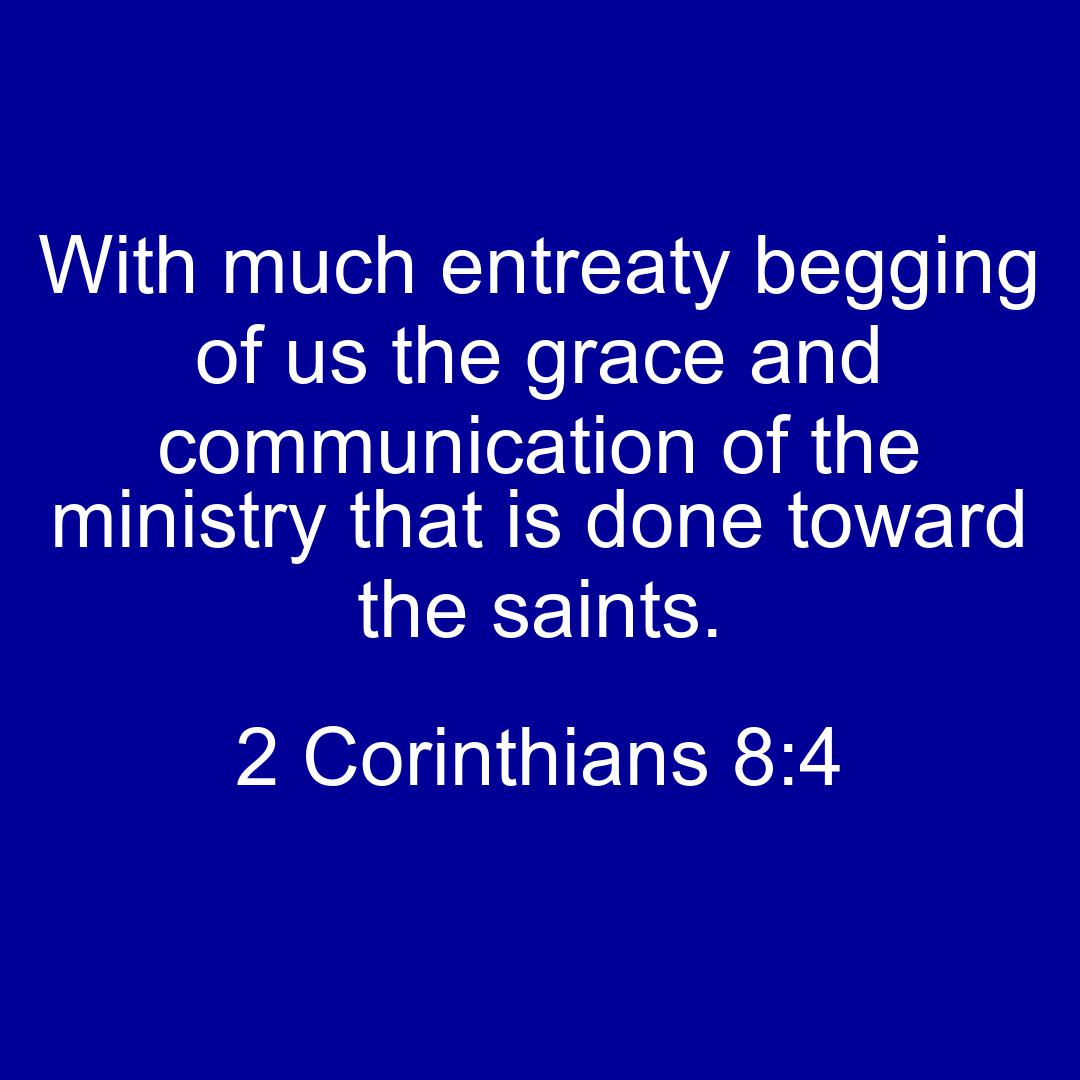 With much entreaty begging
of us the grace and
communication of the
ministry that is done toward
the saints.
2 Corinthians 8:4